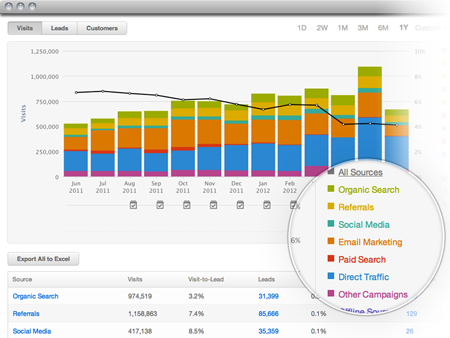 Visits Leads Customers
1D 2W 1M 3M 6M 1Y
1,250,000 10%
1,000,000 8%
750,000
500,000
250,000 2%
0
Visits
Jun 2011 Jul 2011 Aug 2011 Sep 2011 Oct 2011 Nov 2011 Dec 2011 Jan 2012 Feb 2012
All Sources
Organic Search
Referrals
Social Media
Email Marketing
Paid Search
Direct Traffic
Other Campaigns
6%
Export All to Excel
Source Visits Visit-to-Lead Leads
Organic Search 974,519 3.2% 31,399
Referrals 1,158,863 7.4% 85,666 0.1% 129
Social Media 417,138 8.5% 35,359 0.1% 26